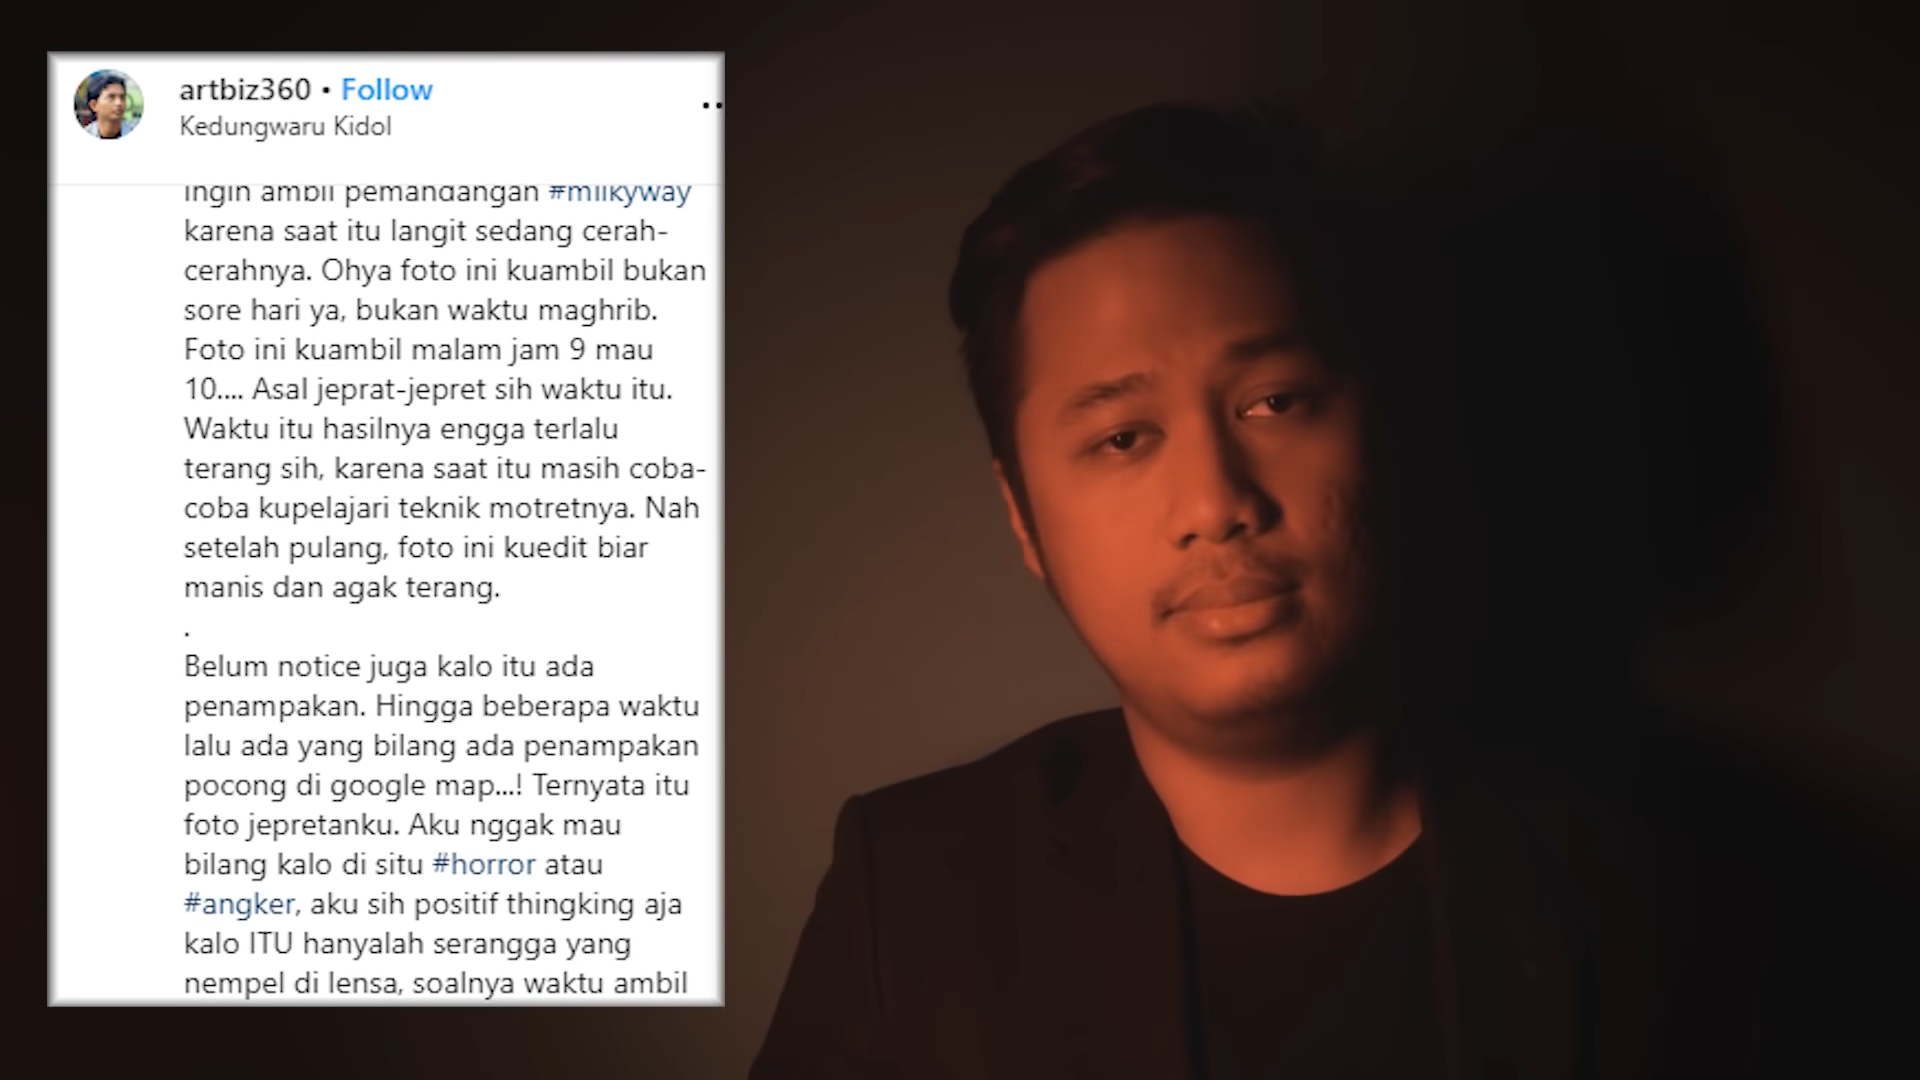 artbiz360 • Follow
Kedungwaru Kidol
ingin ambil pemandangan #milkyway
karena saat itu langit sedang cerah-
cerahnya. Ohya foto ini kuambil bukan
sore hari ya, bukan waktu maghrib.
Foto ini kuambil malam jam 9 mau
10.... Asal jeprat-jepret sih waktu itu.
Waktu itu hasilnya engga terlalu
terang sih, karena saat itu masih coba-
coba kupelajari teknik motretnya. Nah
setelah pulang, foto ini kuedit biar
manis dan agak terang.
.
Belum notice juga kalo itu ada
penampakan. Hingga beberapa waktu
lalu ada yang bilang ada penampakan
pocong di google map...! Ternyata itu
foto jepretanku. Aku nggak mau
bilang kalo di situ #horror atau
#angker, aku sih positif thingking aja
kalo ITU hanyalah serangga yang
nempel di lensa, soalnya waktu ambil